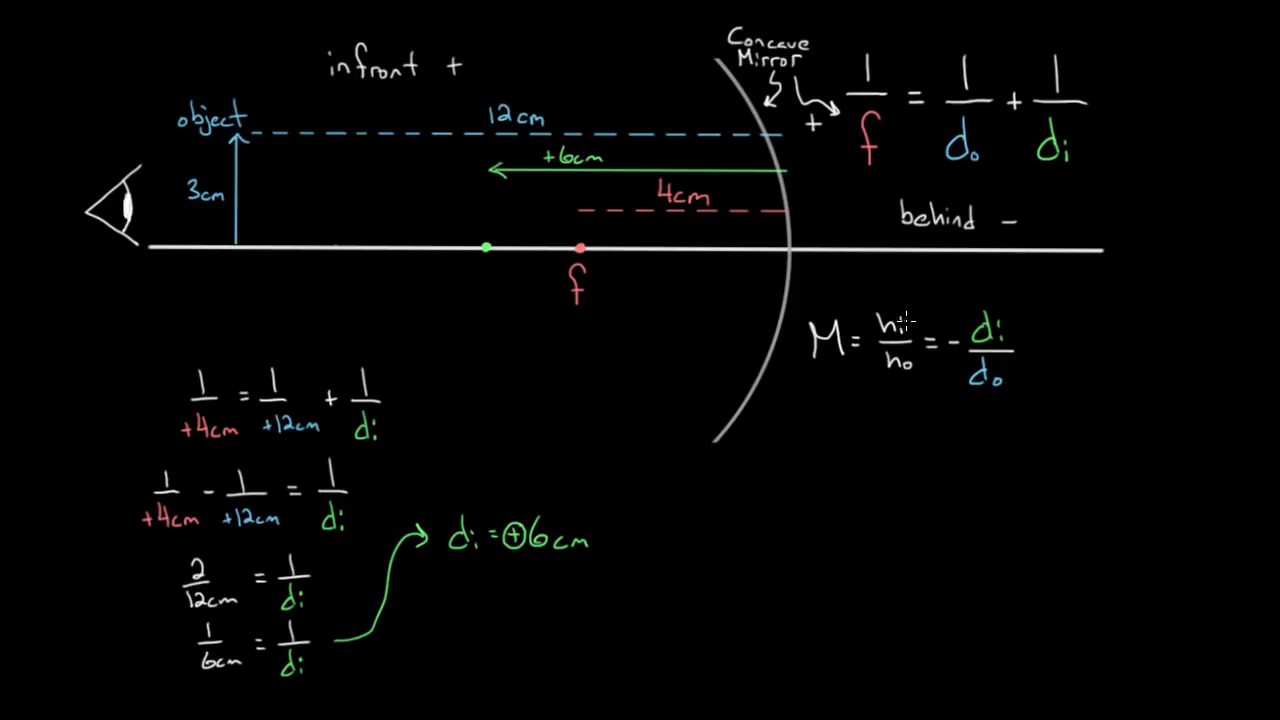 infront +
Concave
Mirror
object
12cm
+6cm
4cm
3cm
f
+
1/f = 1/do + 1/di
behind -
M = hi/ho = - di/do
1/+4cm = 1/+12cm + 1/di
1/+4cm - 1/+12cm = 1/di
2/12cm = 1/di
1/6cm = 1/di
di = +6cm